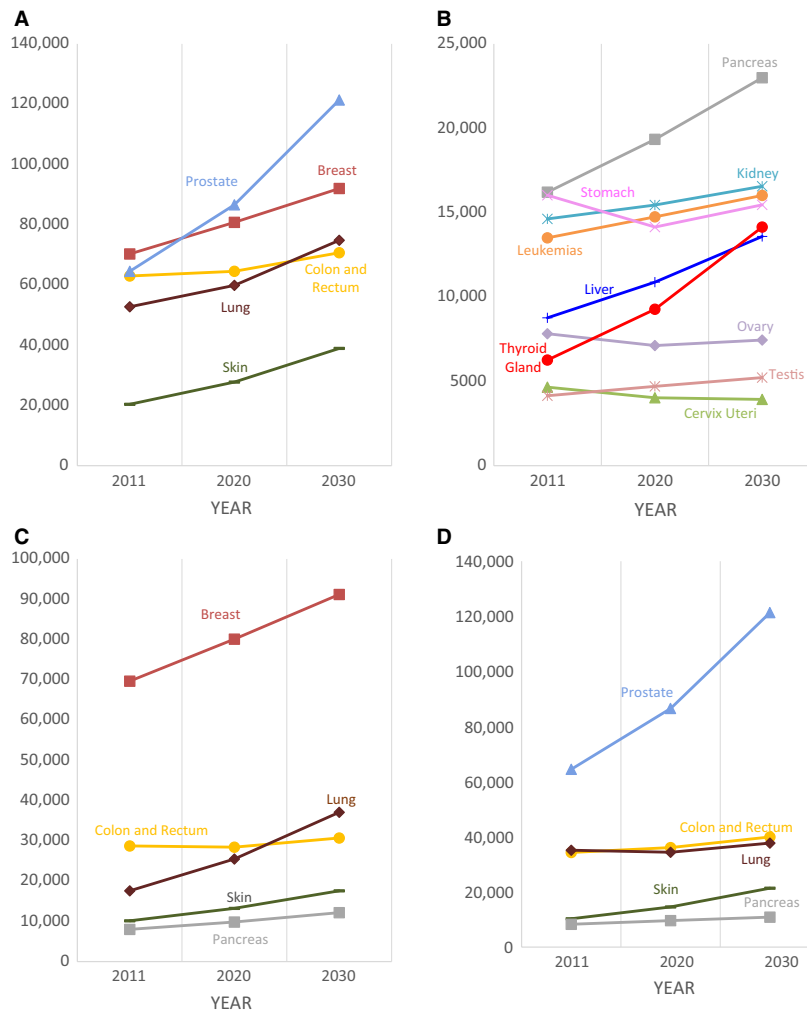 A
140,000
120,000
100,000
80,000
60,000
40,000
20,000
0
Prostate
Breast
Colon and
Rectum
Lung
Skin
2011
2020
2030
YEAR
B
25,000
20,000
15,000
10,000
5000
0
Pancreas
Kidney
Stomach
Leukemias
Liver
Ovary
Thyroid
Gland
Testis
Cervix Uteri
2011
2020
2030
YEAR
C
100,000
90,000
80,000
70,000
60,000
50,000
40,000
30,000
20,000
10,000
0
Breast
Lung
Colon and Rectum
Skin
Pancreas
2011
2020
2030
YEAR
D
140,000
120,000
100,000
80,000
60,000
40,000
20,000
0
Prostate
Colon and Rectum
Lung
Skin
Pancreas
2011
2020
2030
YEAR